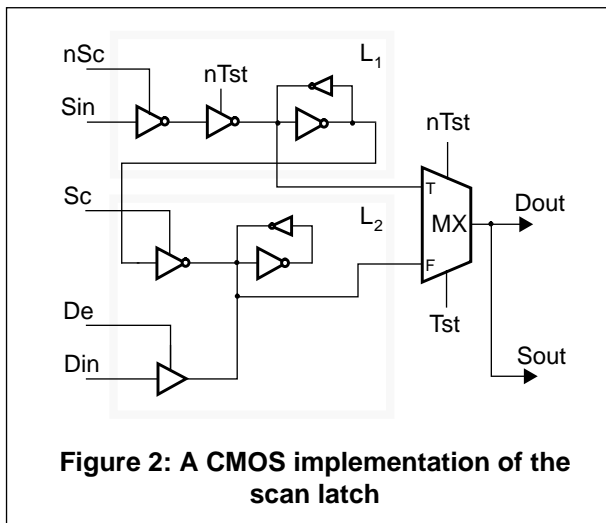 nSc
L1
nTst
Sin
nTst
Sc
L2
T
MX
Dout
F
De
Tst
Din
Sout
Figure 2: A CMOS implementation of the
scan latch